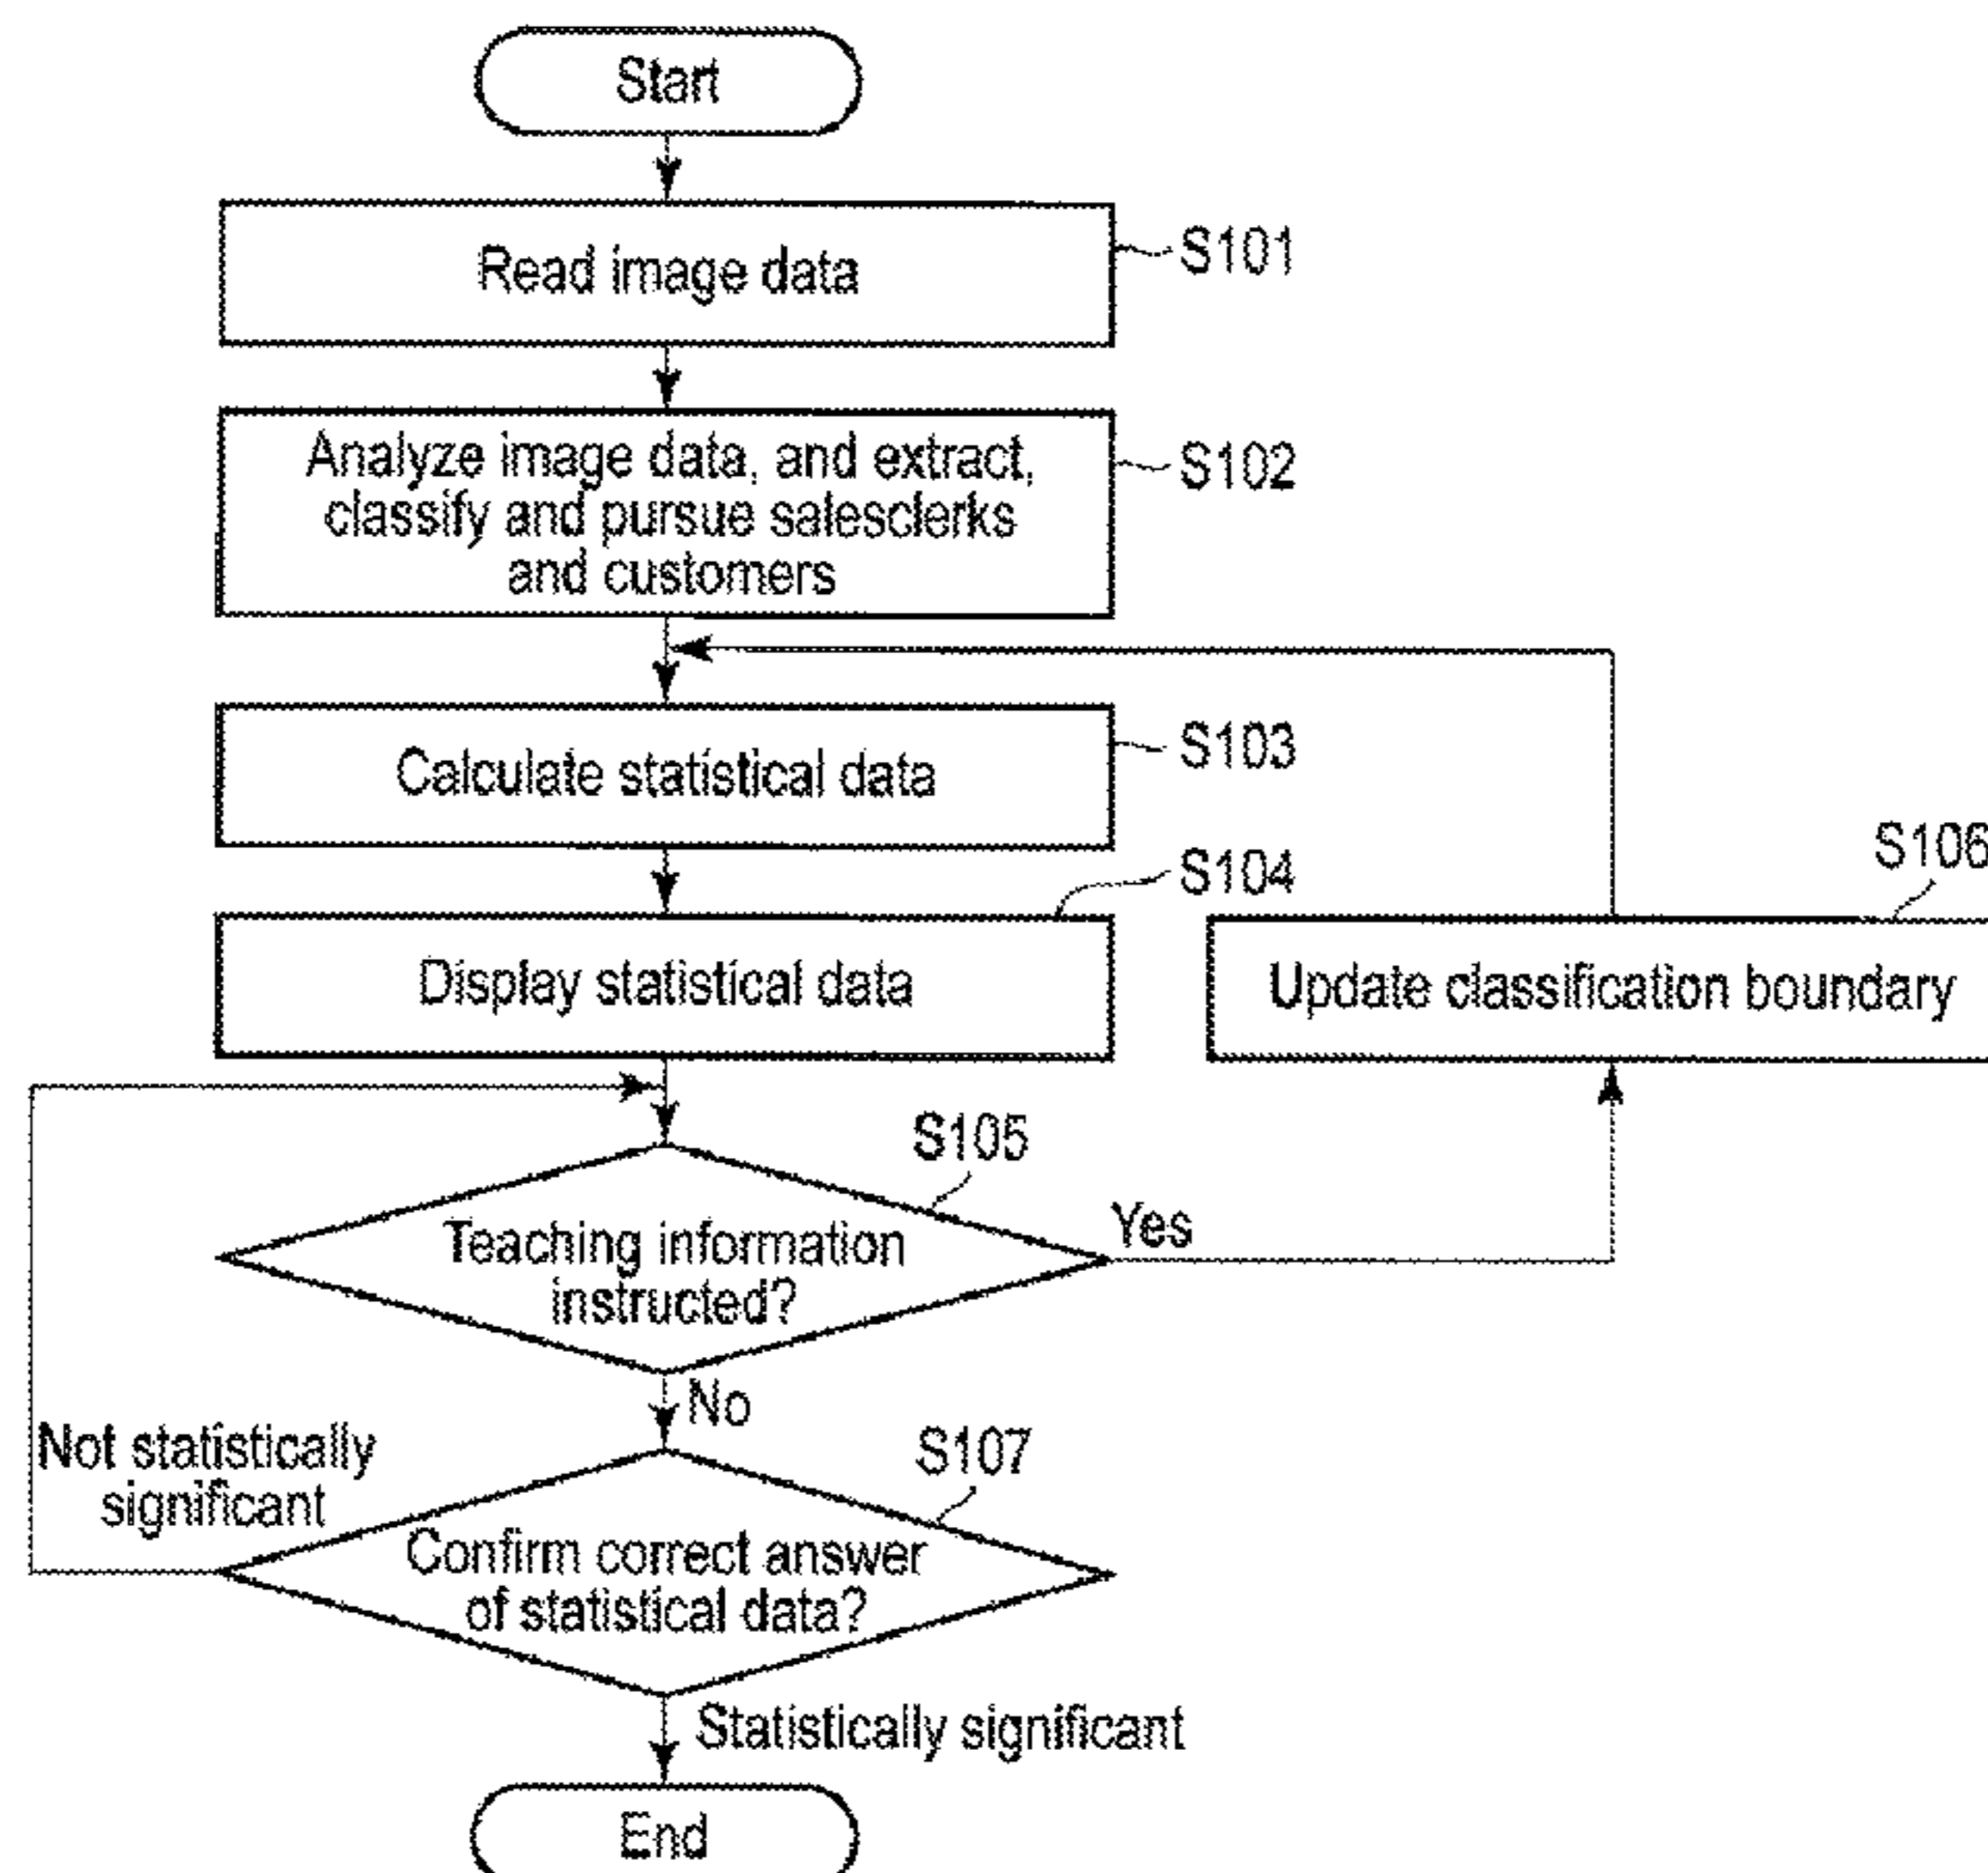 Start
Read image data
S101
Analyze image data, and extract,
classify and pursue salesclerks
and customers
S102
Calculate statistical data
S103
Display statistical data
S104
Update classification boundary
S106
Teaching information
instructed?
S105
Yes
No
Not statistically
significant
Confirm correct answer
of statistical data?
S107
Statistically significant
End